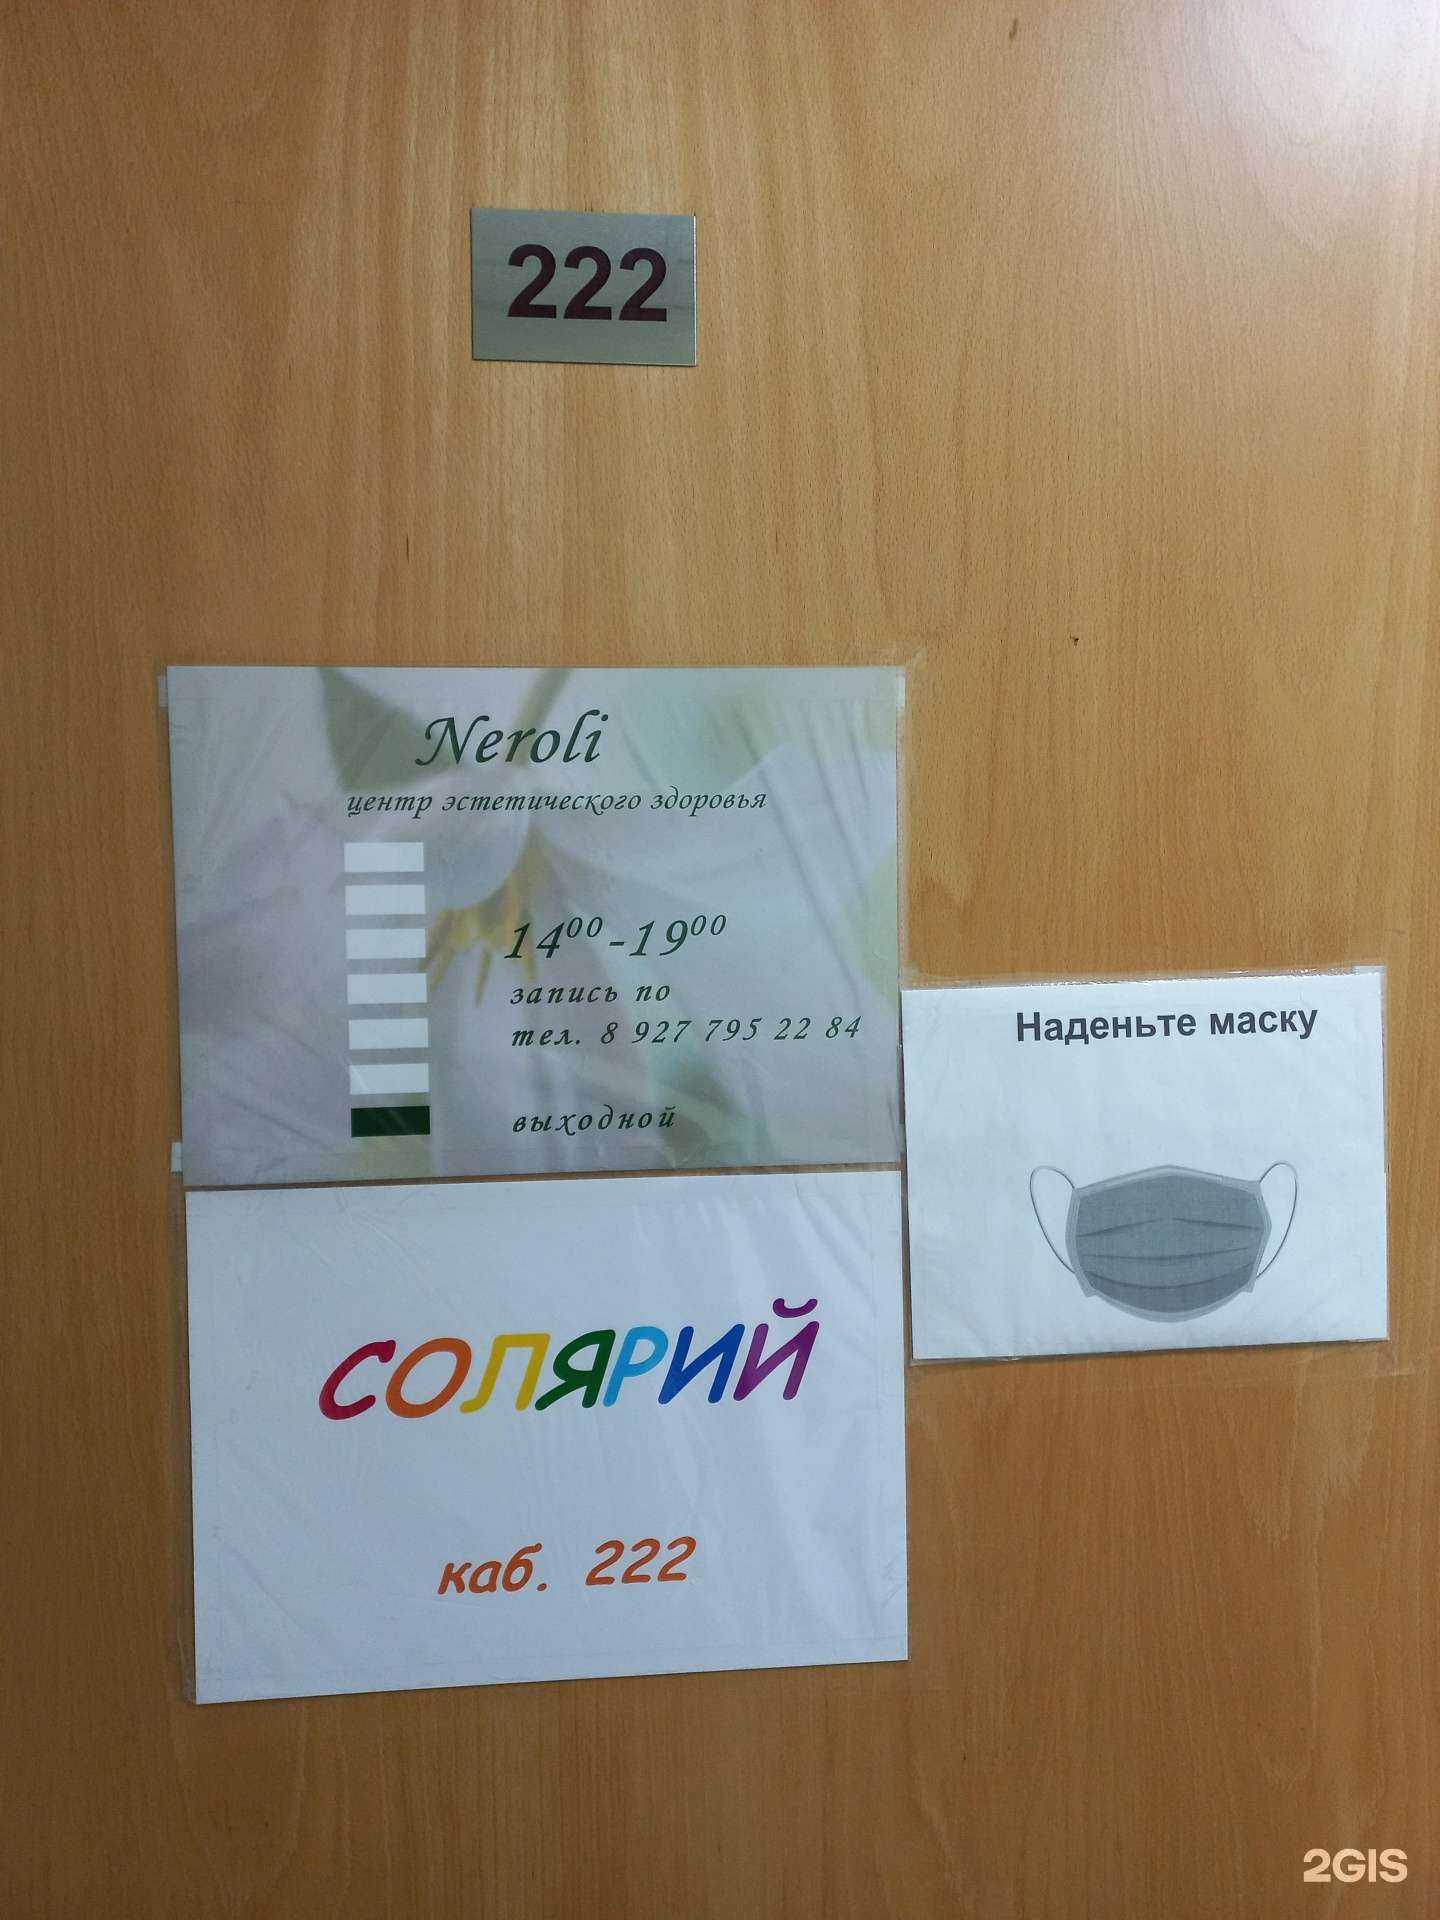 222
Neroli
центр эстетического здоровья
14⁰⁰-19⁰⁰
запись по
тел. 8 927 795 22 84
выходной
Наденьте маску
СОЛЯРИЙ
каб. 222
2GIS